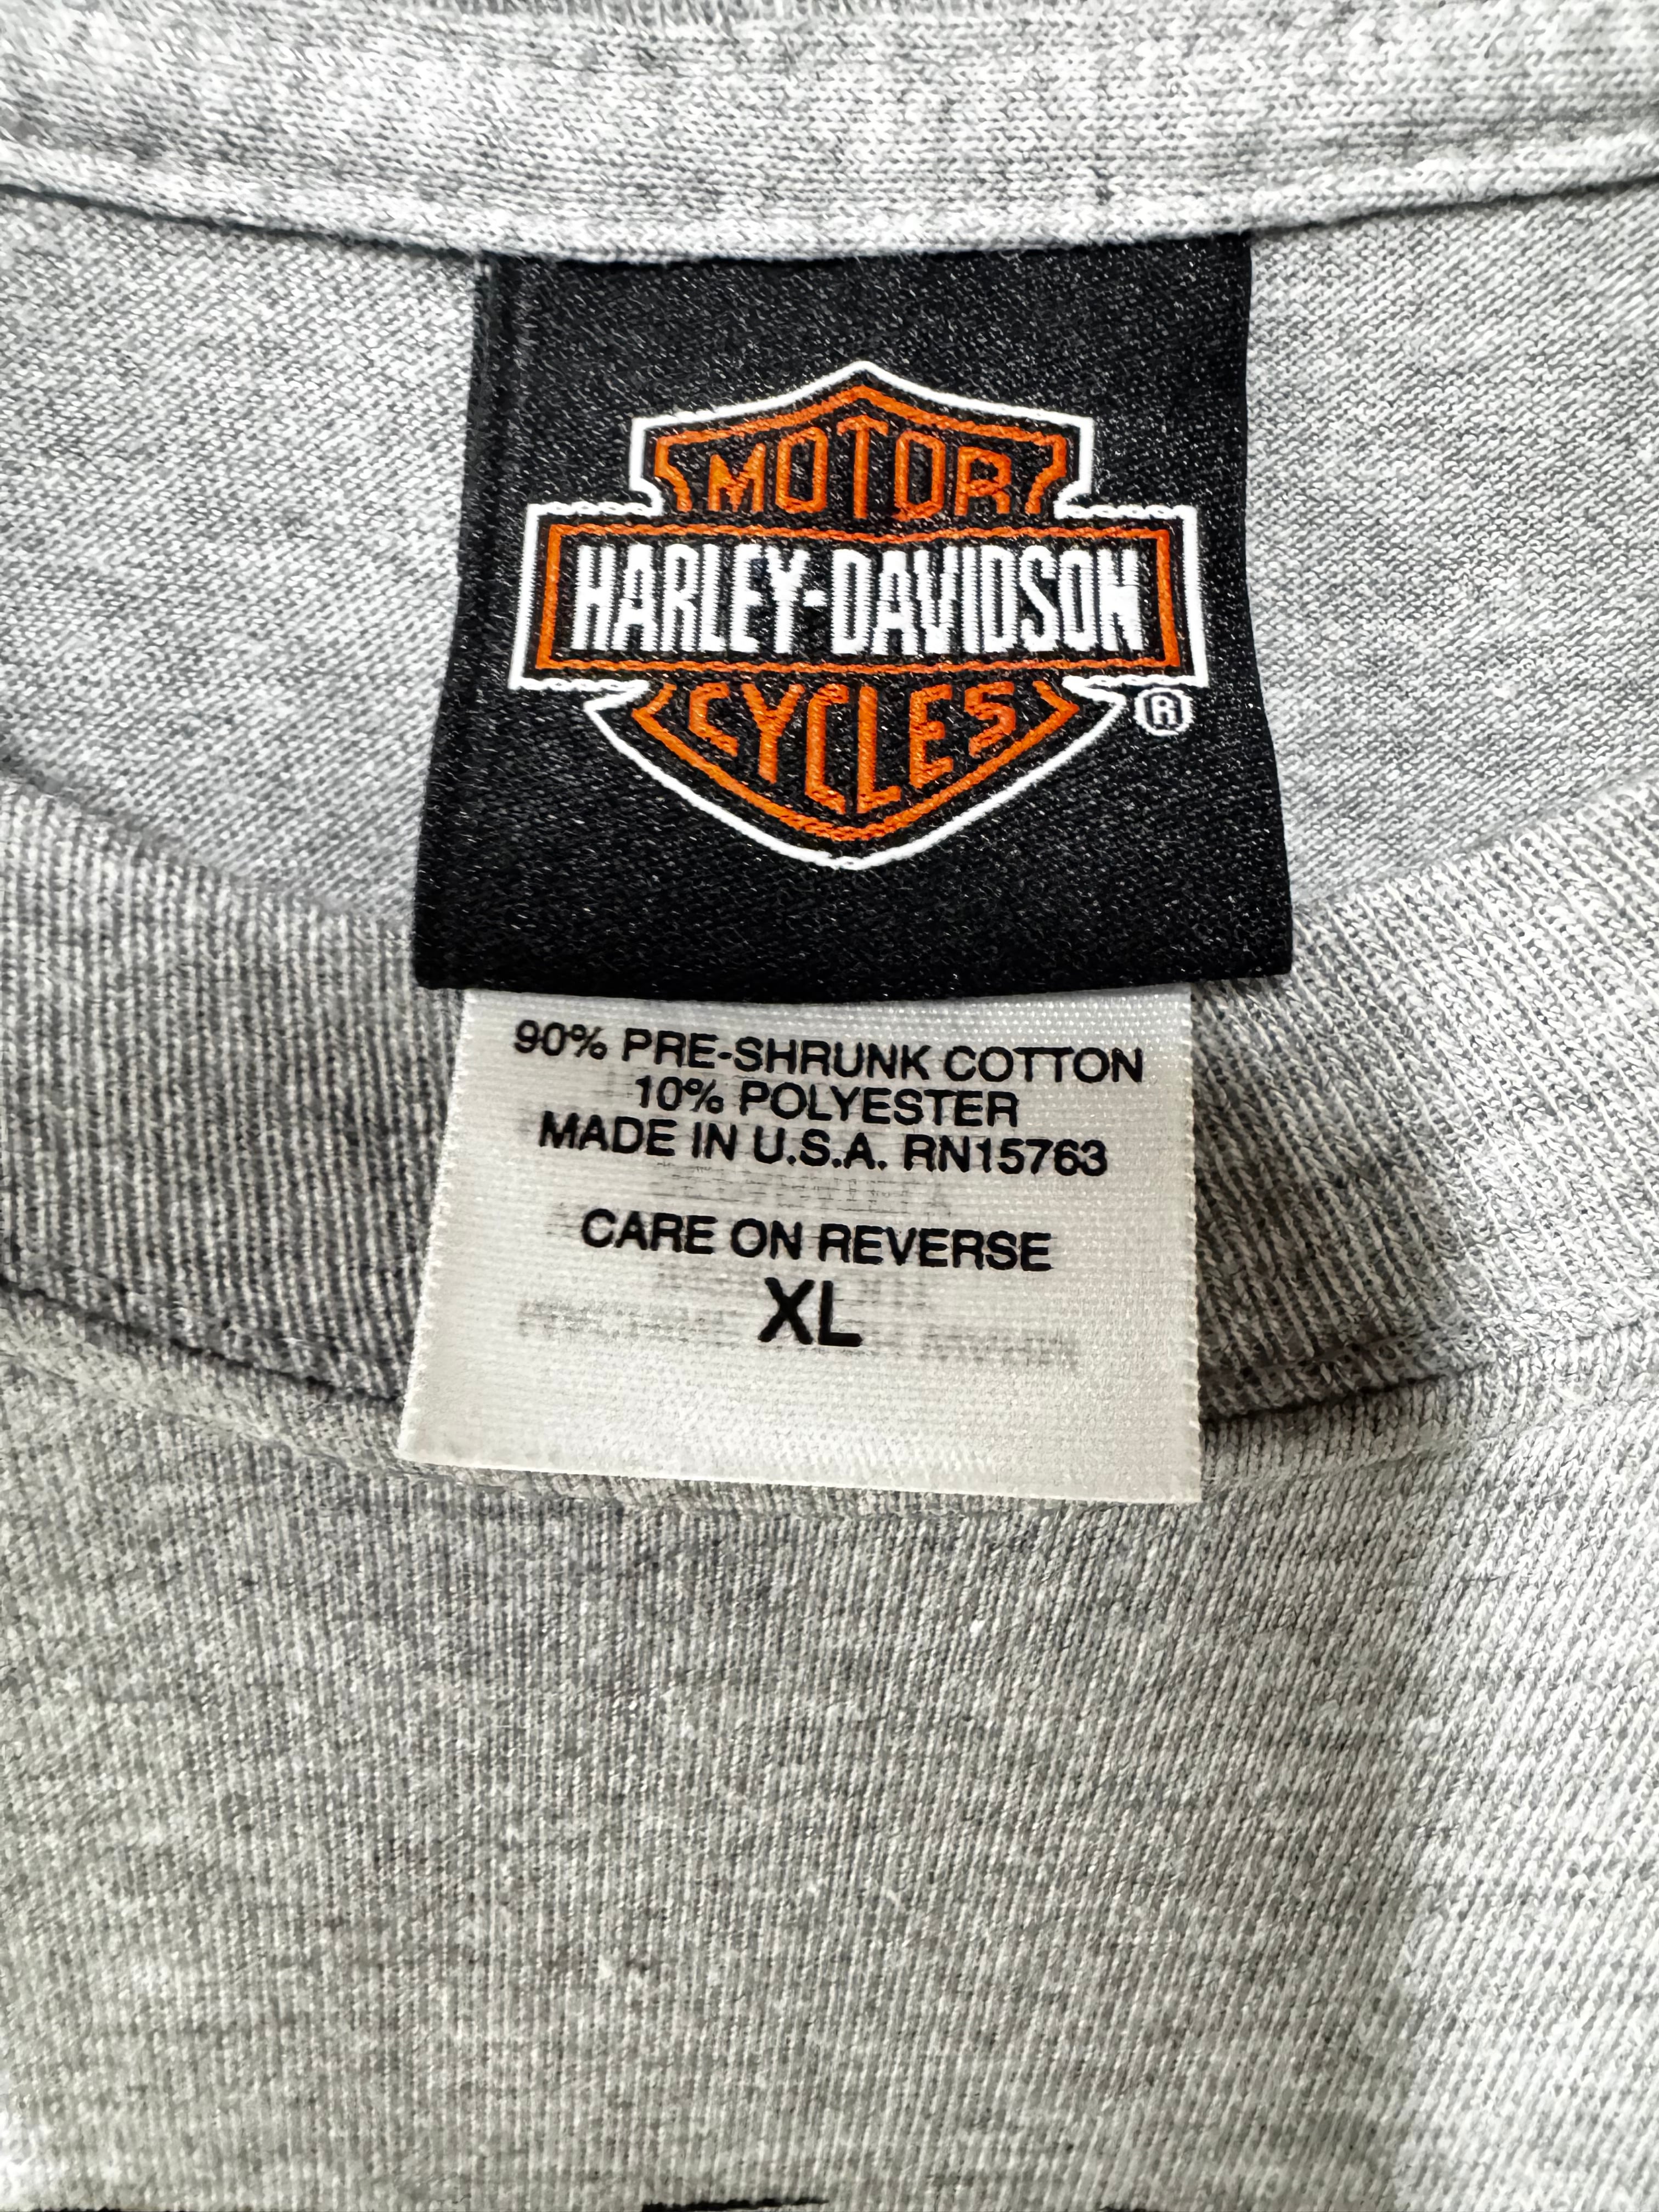 MOTOR
HARLEY-DAVIDSON
CYCLES
®
90% PRE-SHRUNK COTTON
10% POLYESTER
MADE IN U.S.A. RN15763
CARE ON REVERSE
XL